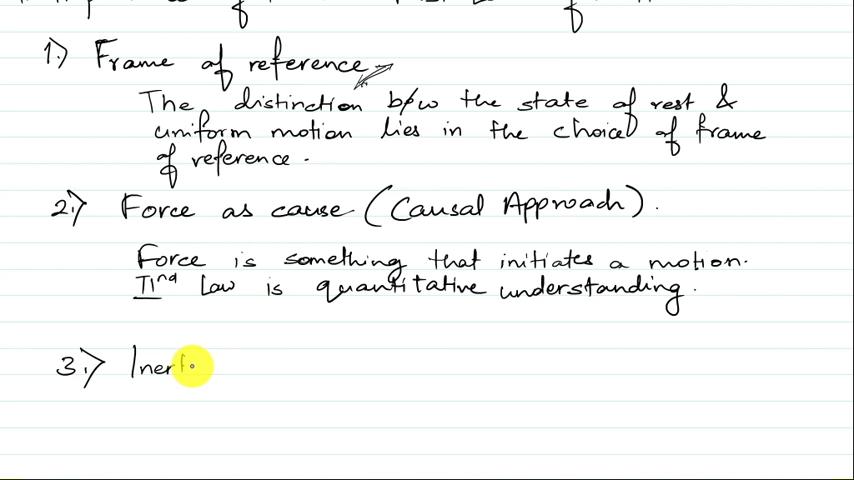 1.) Frame of reference
The distinction b/w the state of rest &
uniform motion lies in the choice of frame
of reference.
2.) Force as cause (Causal Approach).
Force is something that initiates a motion.
IInd Law is quantitative understanding.
3.) Inert